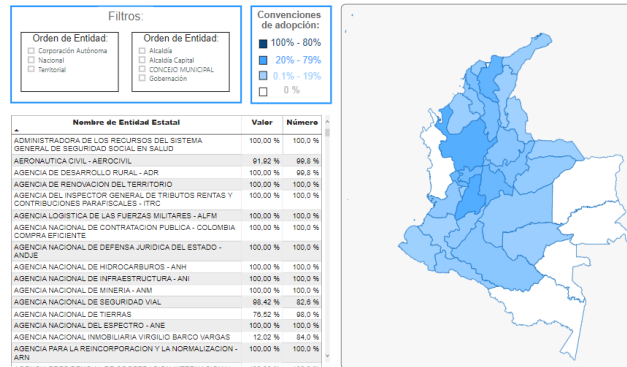 Filtros:
Orden de Entidad:
Corporación Autónoma
Nacional
Territorial
Orden de Entidad:
Alcaldía
Alcaldía Capital
CONCEJO MUNICIPAL
Gobernación
Convenciones
de adopción:
100% - 80%
20% - 79%
0.1% - 19%
0 %
Nombre de Entidad Estatal Valor Número
ADMINISTRADORA DE LOS RECURSOS DEL SISTEMA 100,00 % 100,0 %
GENERAL DE SEGURIDAD SOCIAL EN SALUD
AERONAUTICA CIVIL - AEROCIVIL 91,92 % 99,8 %
AGENCIA DE DESARROLLO RURAL - ADR 100,00 % 99,8 %
AGENCIA DE RENOVACION DEL TERRITORIO 100,00 % 100,0 %
AGENCIA DEL INSPECTOR GENERAL DE TRIBUTOS RENTAS Y 100,00 % 100,0 %
CONTRIBUCIONES PARAFISCALES - ITRC
AGENCIA LOGISTICA DE LAS FUERZAS MILITARES - ALFM 100,00 % 100,0 %
AGENCIA NACIONAL DE CONTRATACION PUBLICA - COLOMBIA 100,00 % 100,0 %
COMPRA EFICIENTE
AGENCIA NACIONAL DE DEFENSA JURIDICA DEL ESTADO - 100,00 % 100,0 %
ANDJE
AGENCIA NACIONAL DE HIDROCARBUROS - ANH 100,00 % 100,0 %
AGENCIA NACIONAL DE INFRAESTRUCTURA - ANI 100,00 % 100,0 %
AGENCIA NACIONAL DE MINERIA - ANM 100,00 % 100,0 %
AGENCIA NACIONAL DE SEGURIDAD VIAL 98,42 % 82,6 %
AGENCIA NACIONAL DE TIERRAS 76,52 % 98,0 %
AGENCIA NACIONAL DEL ESPECTRO - ANE 100,00 % 100,0 %
AGENCIA NACIONAL INMOBILIARIA VIRGILIO BARCO VARGAS 12,02 % 84,0 %
AGENCIA PARA LA REINCORPORACION Y LA NORMALIZACION - 100,00 % 100,0 %
ARN